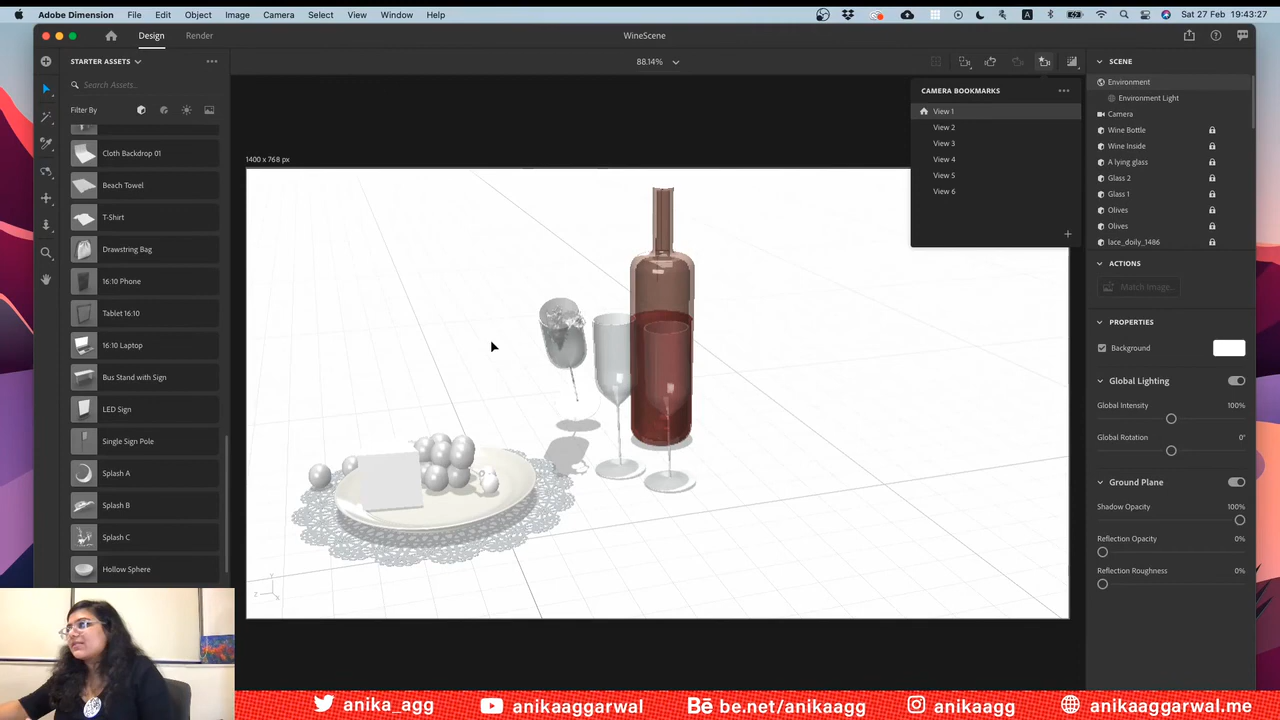 Adobe Dimension File Edit Object Image Camera Select View Window Help
A Sat 27 Feb 19:43:27
Design Render
WineScene
STARTER ASSETS
Search Assets...
Filter By
Cloth Backdrop 01
Beach Towel
T-Shirt
Drawstring Bag
16:10 Phone
Tablet 16:10
16:10 Laptop
Bus Stand with Sign
LED Sign
Single Sign Pole
Splash A
Splash B
Splash C
Hollow Sphere
88.14%
1400 x 768 px
CAMERA BOOKMARKS
View 1
View 2
View 3
View 4
View 5
View 6
SCENE
Environment
Environment Light
Camera
Wine Bottle
Wine Inside
A lying glass
Glass 2
Glass 1
Olives
Olives
lace_doily_1486
ACTIONS
Match Image...
PROPERTIES
Background
Global Lighting
Global Intensity 100%
Global Rotation 0°
Ground Plane
Shadow Opacity 100%
Reflection Opacity 0%
Reflection Roughness 0%
anika_agg anikaaggarwal Bē be.net/anikaagg anikaagg anikaaggarwal.me